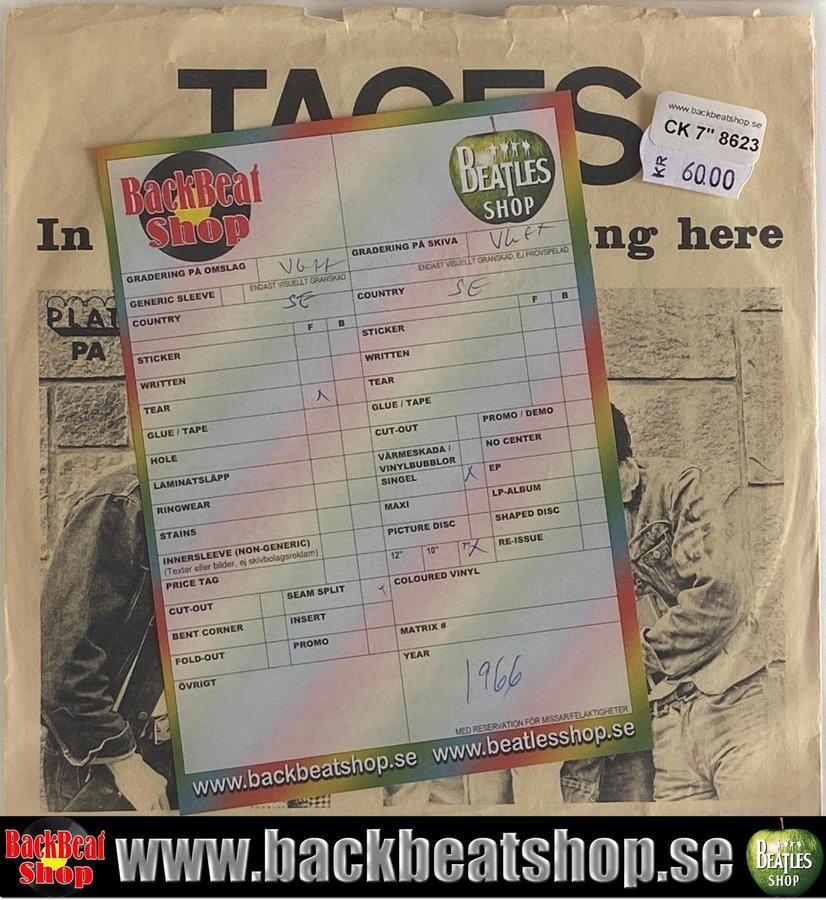 TAGES
www.backbeatshop.se
CK 7" 8623
KR 60.00
In
ng here
PLAT
PA
BackBeat
Shop
BEATLES
SHOP
GRADERING PÅ OMSLAG
ENDAST VISUELLT GRANSKAD
GRADERING PÅ SKIVA
ENDAST VISUELLT GRANSKAD, EJ PROVSPELAD
GENERIC SLEEVE
COUNTRY SE
F B
STICKER
WRITTEN
TEAR
GLUE / TAPE
HOLE
LAMINATSLÄPP
RINGWEAR
STAINS
INNERSLEEVE (NON-GENERIC)
(Texter eller bilder, ej skivbolagsreklam)
PRICE TAG
CUT-OUT SEAM SPLIT
BENT CORNER INSERT
FOLD-OUT PROMO
ÖVRIGT
COUNTRY SE
F B
STICKER
WRITTEN
TEAR
GLUE / TAPE
CUT-OUT PROMO / DEMO
VÄRMESKADA /
VINYLBUBBLOR NO CENTER
SINGEL X EP
MAXI LP-ALBUM
PICTURE DISC SHAPED DISC
12" 10" 7" X RE-ISSUE
COLOURED VINYL
MATRIX #
YEAR
1966
MED RESERVATION FÖR MISSAR/FELAKTIGHETER
www.backbeatshop.se www.beatlesshop.se
BackBeat
Shop
www.backbeatshop.se
BEATLES
SHOP